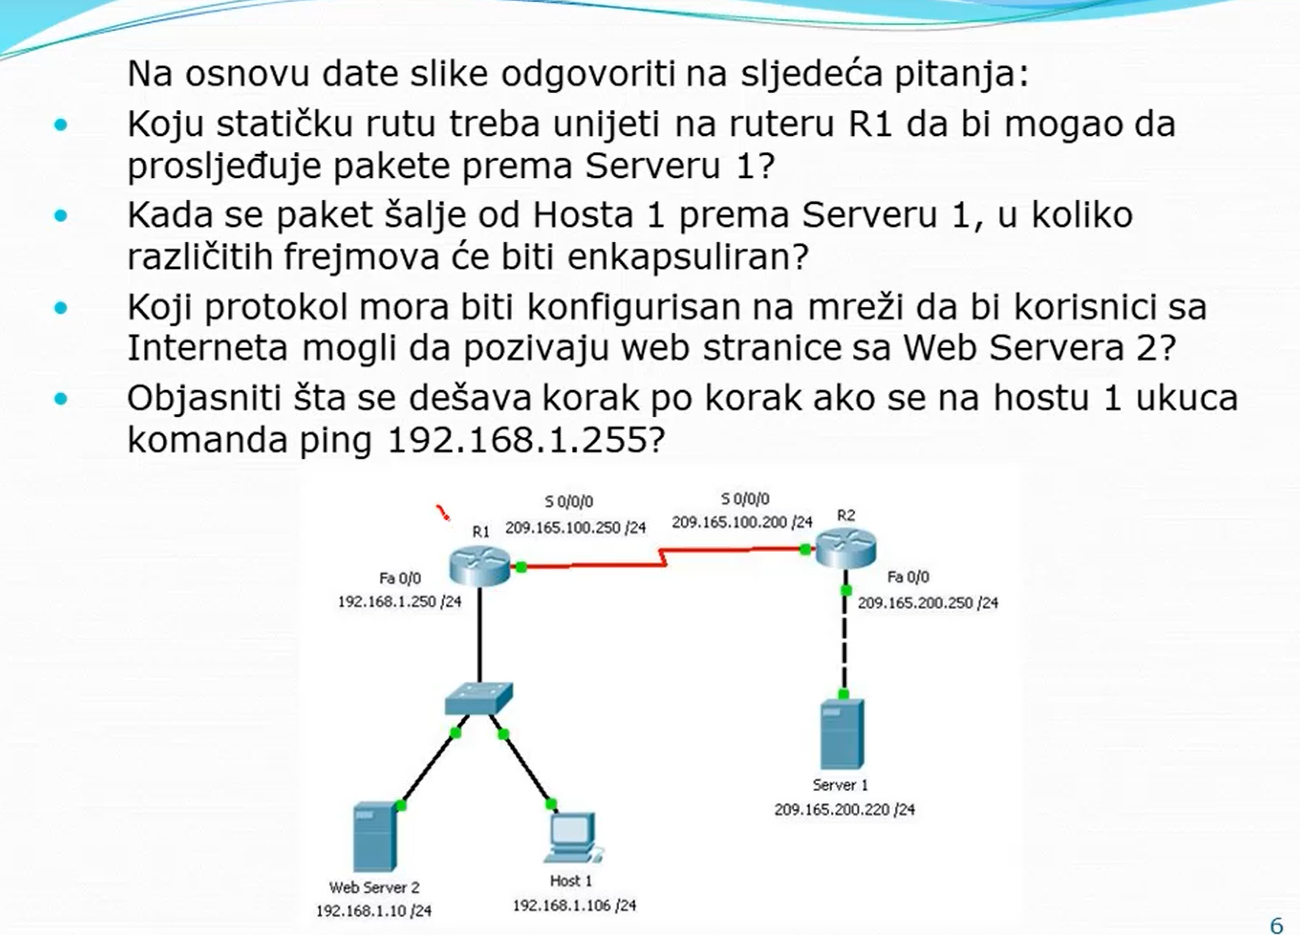 Na osnovu date slike odgovoriti na sljedeća pitanja:
Koju statičku rutu treba unijeti na ruteru R1 da bi mogao da
prosljeđuje pakete prema Serveru 1?
Kada se paket šalje od Hosta 1 prema Serveru 1, u koliko
različitih frejmova će biti enkapsuliran?
Koji protokol mora biti konfigurisan na mreži da bi korisnici sa
Interneta mogli da pozivaju web stranice sa Web Servera 2?
Objasniti šta se dešava korak po korak ako se na hostu 1 ukuca
komanda ping 192.168.1.255?
S 0/0/0
209.165.100.250 /24
S 0/0/0
209.165.100.200 /24
R1
R2
Fa 0/0
192.168.1.250 /24
Fa 0/0
209.165.200.250 /24
Server 1
209.165.200.220 /24
Web Server 2
192.168.1.10 /24
Host 1
192.168.1.106 /24
6